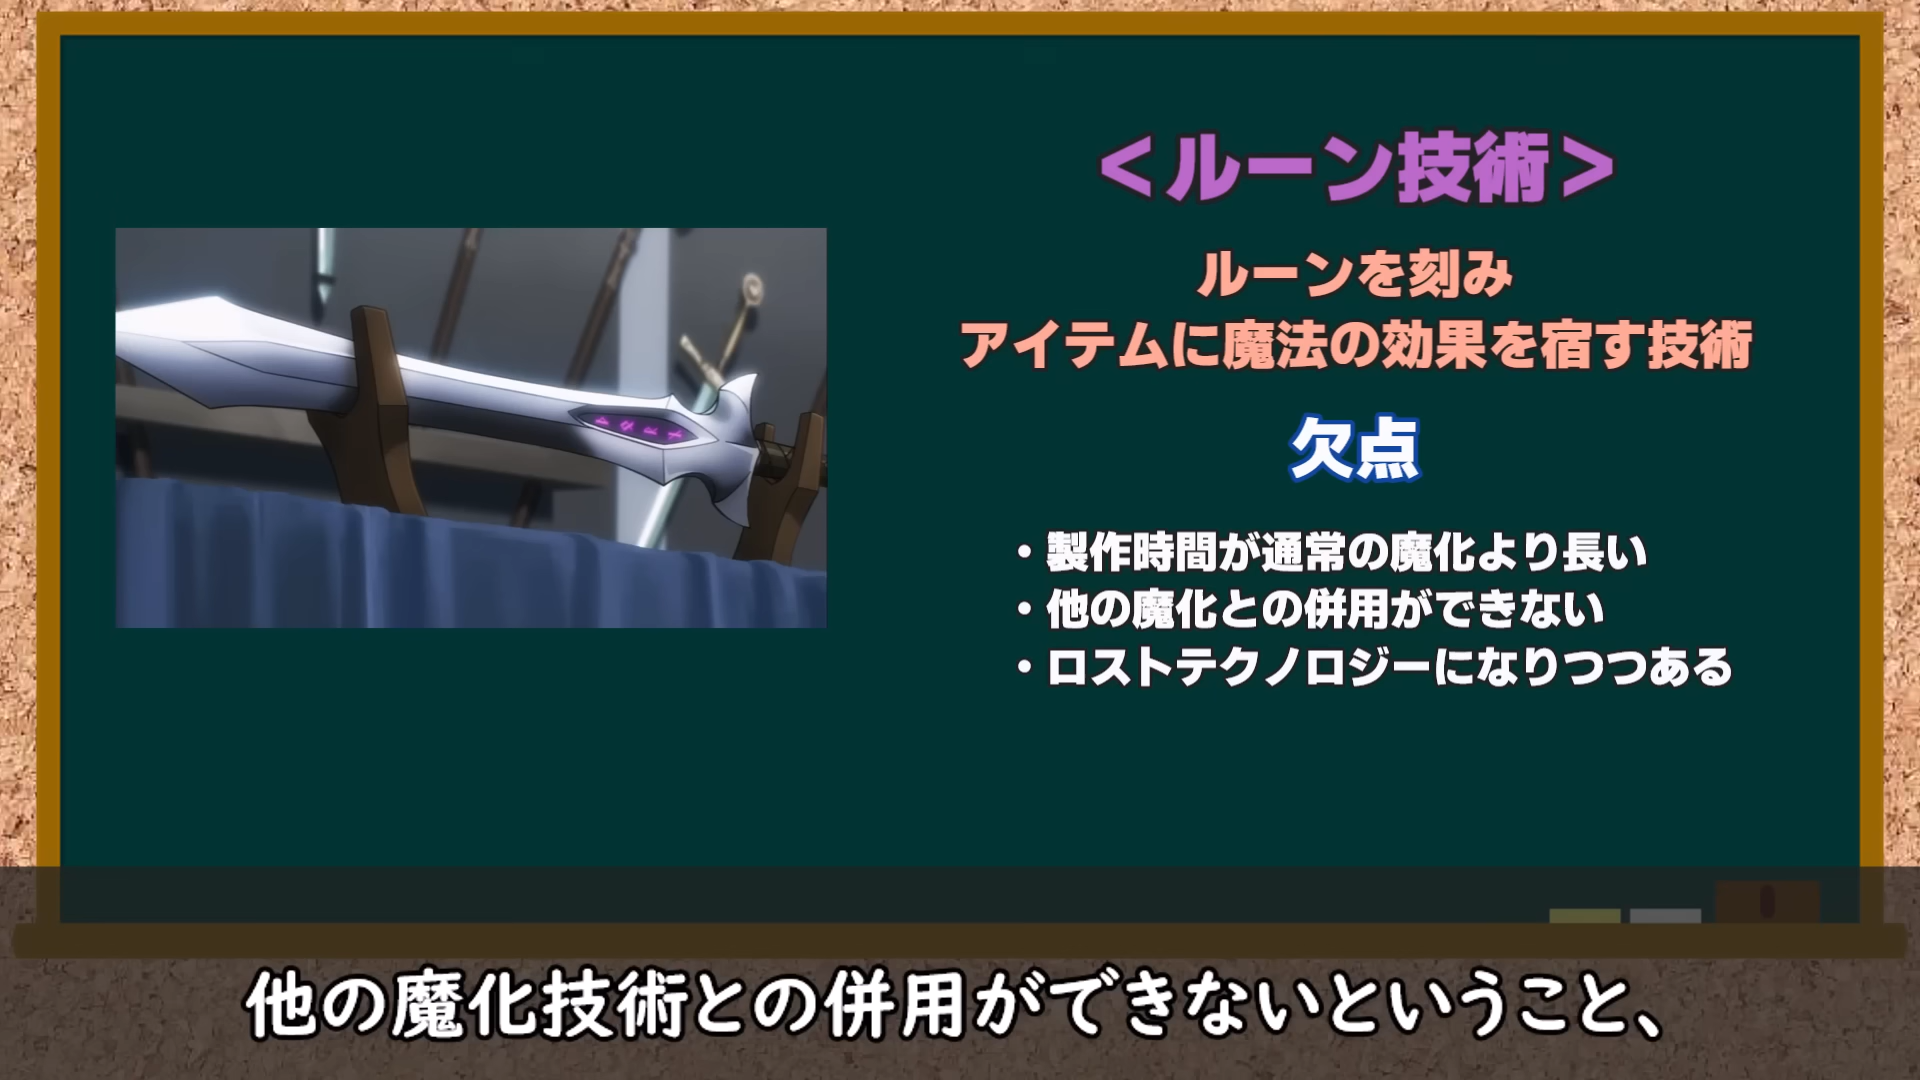 ＜ルーン技術＞
ルーンを刻み
アイテムに魔法の効果を宿す技術
欠点
・製作時間が通常の魔化より長い
・他の魔化との併用ができない
・ロストテクノロジーになりつつある
他の魔化技術との併用ができないということ、